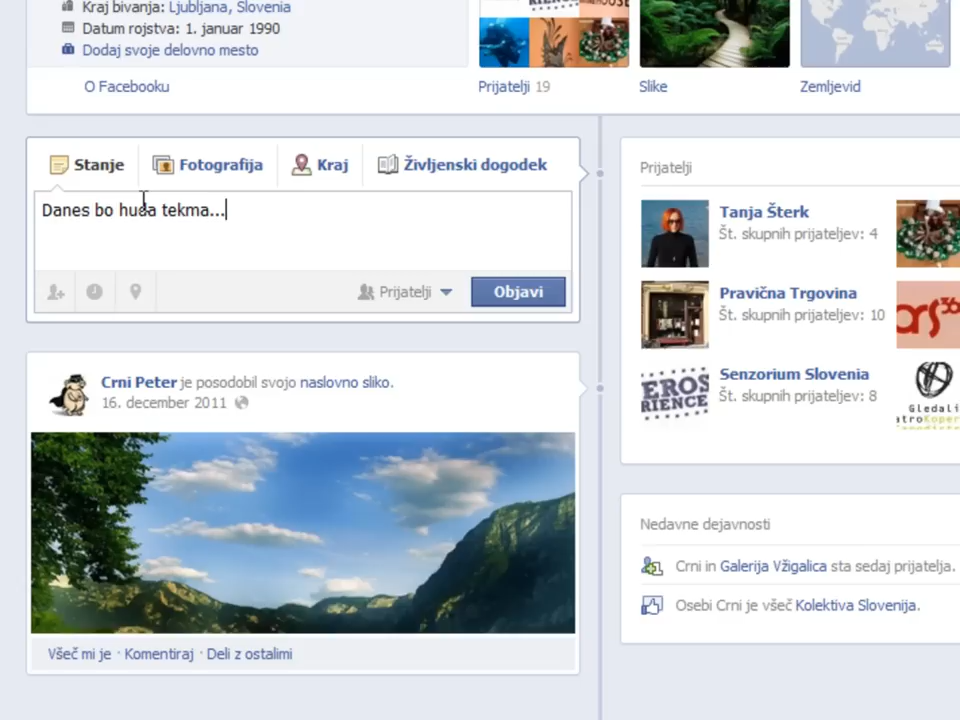 Kraj bivanja: Ljubljana, Slovenia
Datum rojstva: 1. januar 1990
Dodaj svoje delovno mesto
O Facebooku
Prijatelji 19
Slike
Zemljevid
Stanje
Fotografija
Kraj
Življenjski dogodek
Danes bo huda tekma...
Prijatelji
Objavi
Crni Peter je posodobil svojo naslovno sliko.
16. december 2011
Všeč mi je · Komentiraj · Deli z ostalimi
Prijatelji
Tanja Šterk
Št. skupnih prijateljev: 4
Pravična Trgovina
Št. skupnih prijateljev: 10
Senzorium Slovenia
Št. skupnih prijateljev: 8
EROS
RIENCE
Gledali
atroKoper
Nedavne dejavnosti
Crni in Galerija Vžigalica sta sedaj prijatelja.
Osebi Crni je všeč Kolektiva Slovenija.